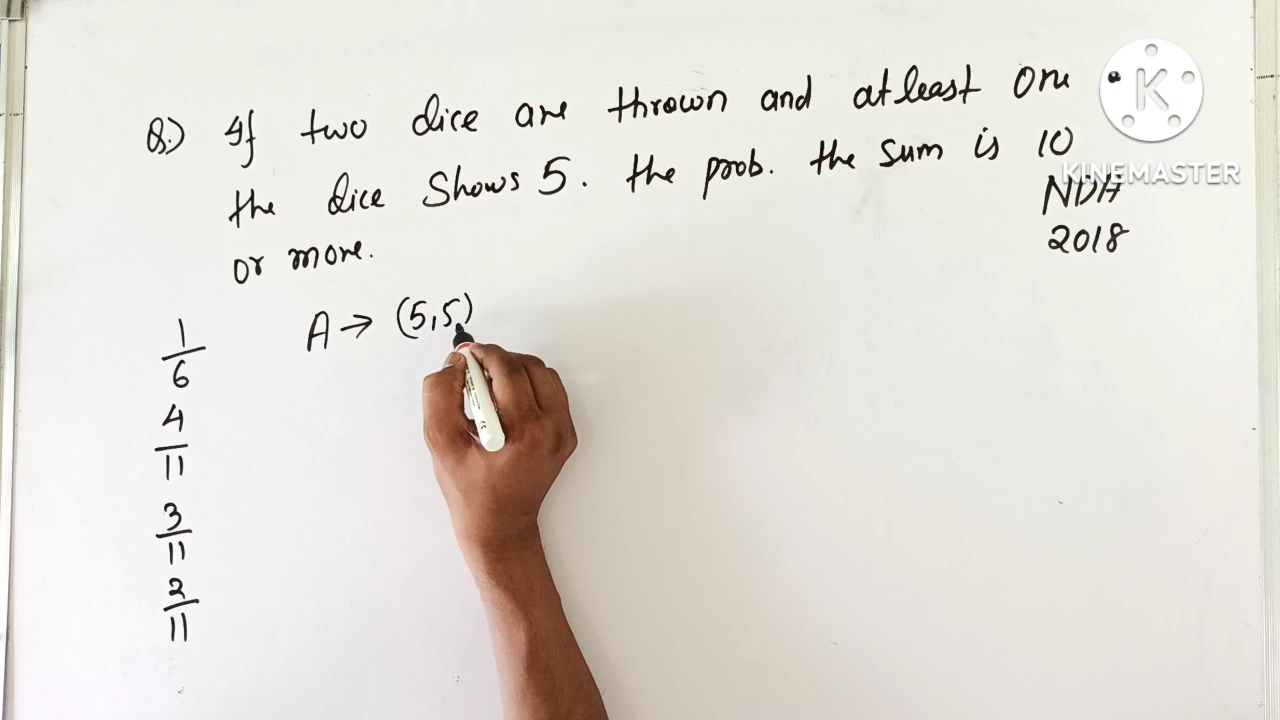 Q.) If two dice are thrown and atleast One
the dice Shows 5. the prob. the sum is 10
or more.
NDA
2018
A → (5,5)
1/6
4/11
3/11
2/11
K
KINEMASTER